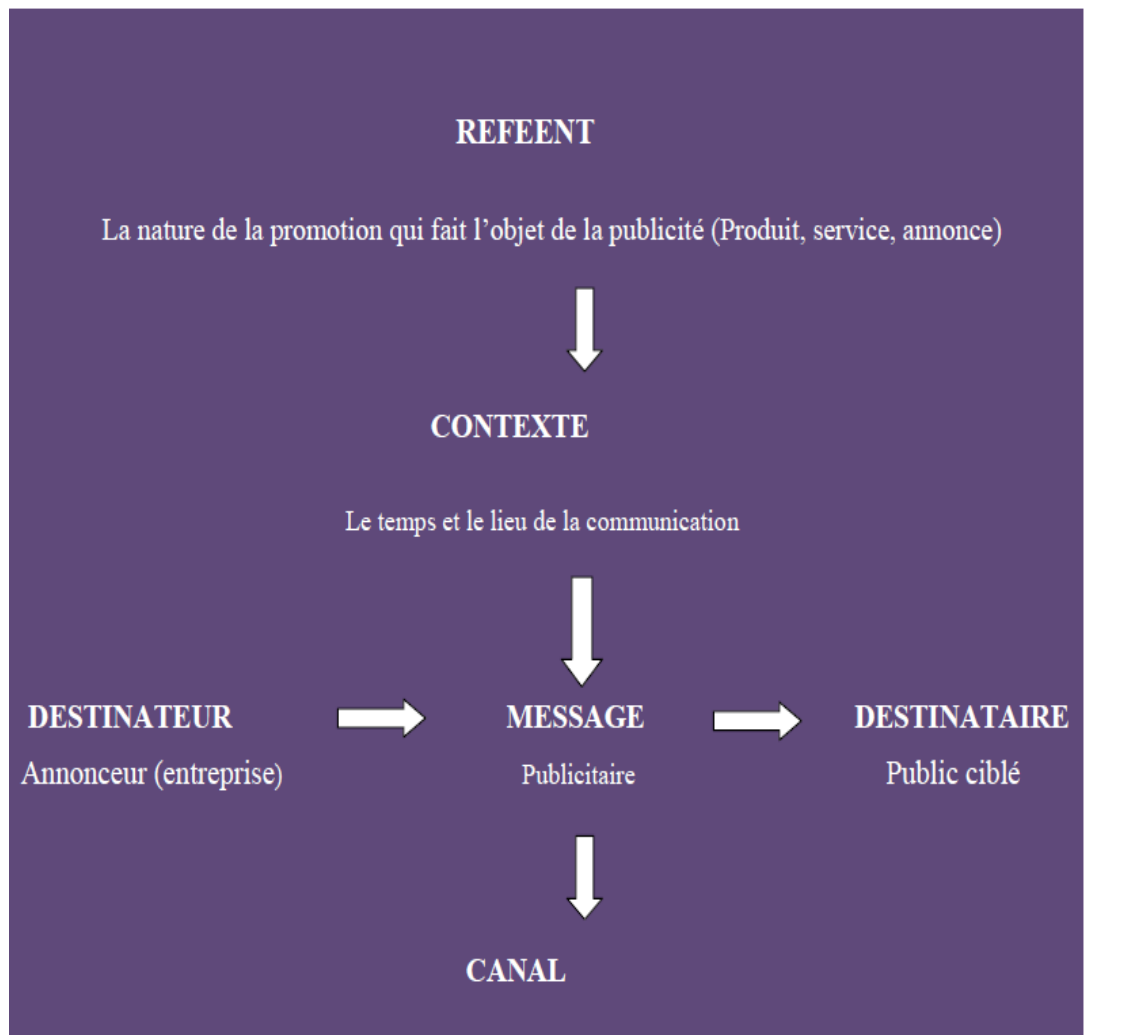 REFEENT
La nature de la promotion qui fait l’objet de la publicité (Produit, service, annonce)
CONTEXTE
Le temps et le lieu de la communication
DESTINATEUR MESSAGE DESTINATAIRE
Annonceur (entreprise) Publicitaire Public ciblé
CANAL